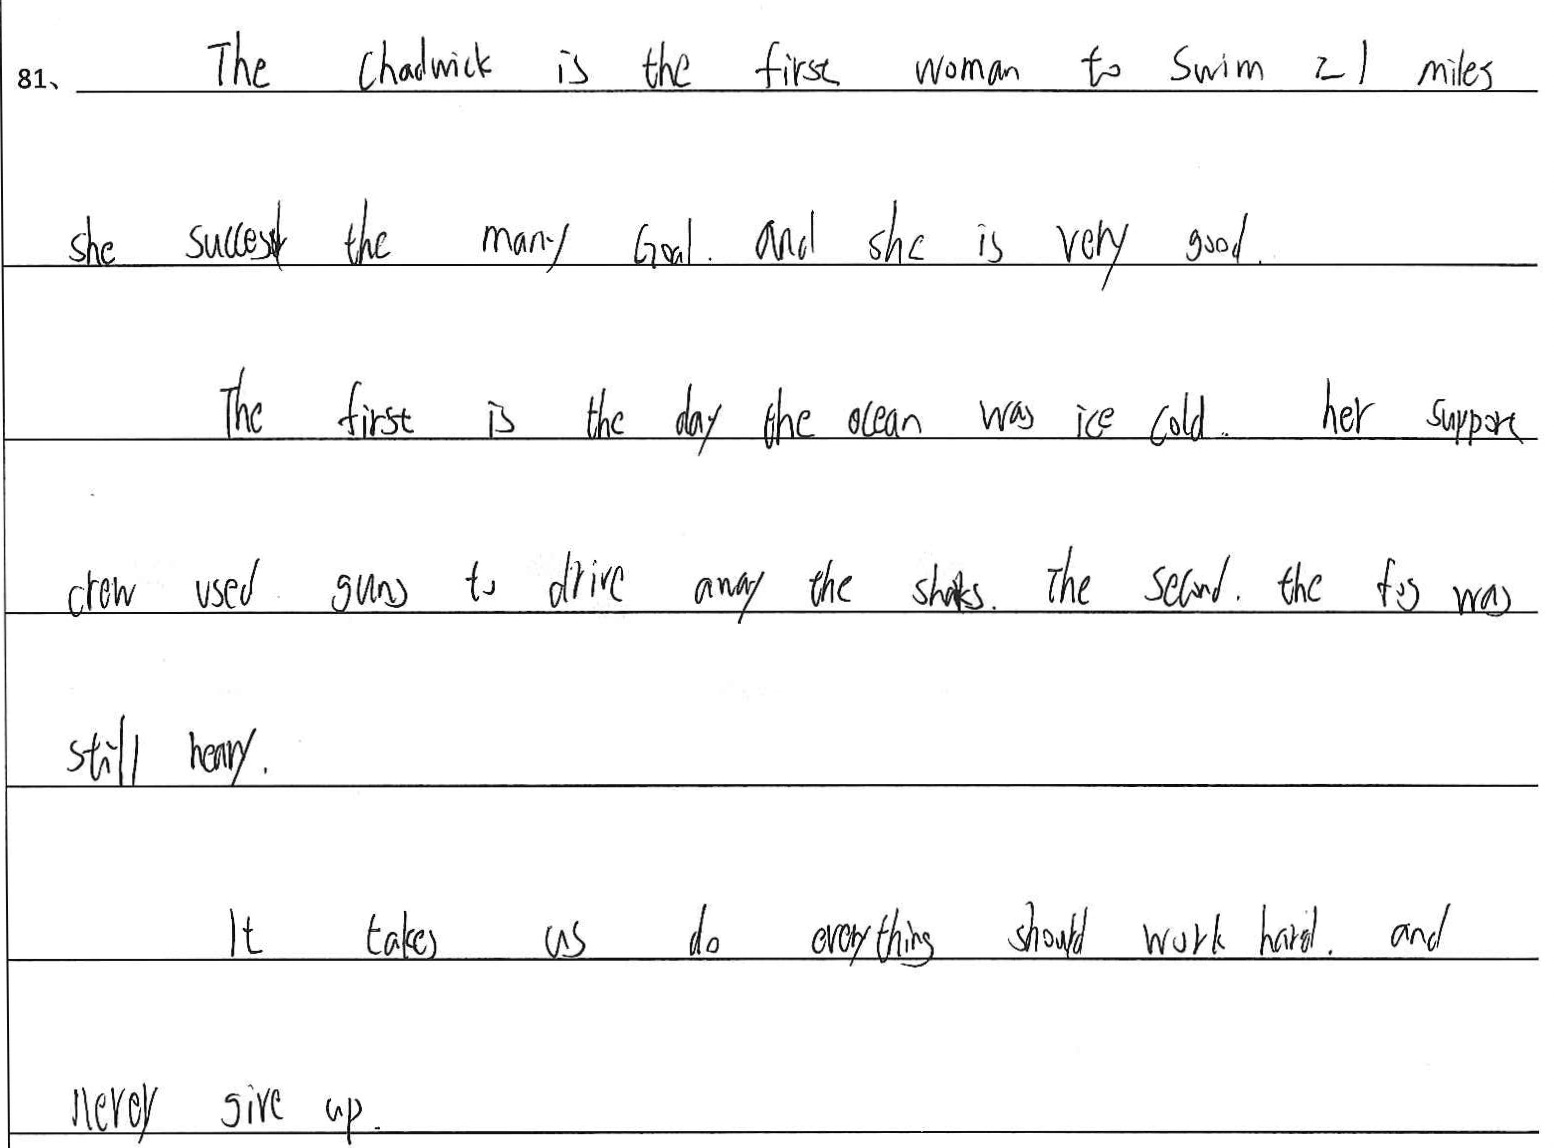 81、 The Chadwick is the first woman to swim 21 miles
she success the many Goal. and she is very good.
The first is the day the ocean was ice cold. her support
crew used guns to drive away the sharks. The second. the fog was
still heavy.
It takes us do everything should work hard. and
never give up.